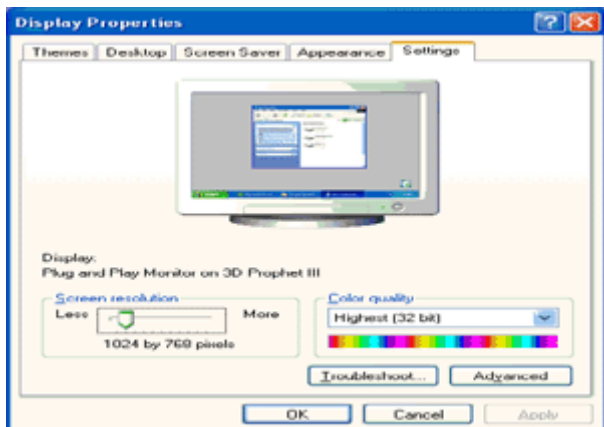 Display Properties
Themes Desktop Screen Saver Appearance Settings
Display:
Plug and Play Monitor on 3D Prophet III
Screen resolution
Less More
1024 by 768 pixels
Color quality
Highest (32 bit)
Troubleshoot... Advanced
OK Cancel Apply